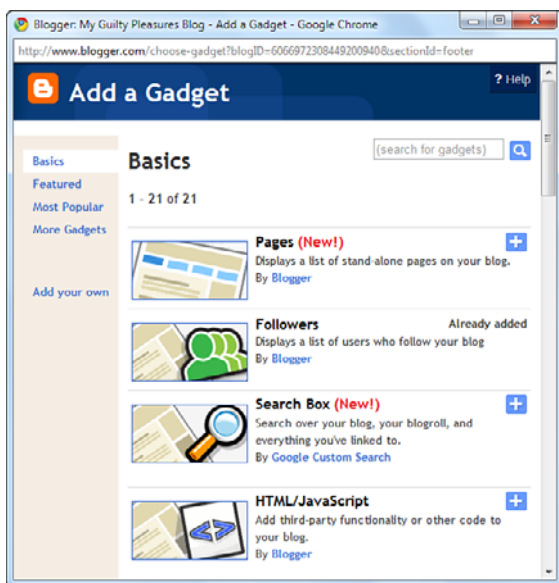 Blogger: My Guilty Pleasures Blog - Add a Gadget - Google Chrome
http://www.blogger.com/choose-gadget?blogID=6066972308449200940&sectionId=footer
Add a Gadget
? Help
(search for gadgets)
Basics
Featured
Most Popular
More Gadgets
Add your own
Basics
1 - 21 of 21
Pages (New!)
Displays a list of stand-alone pages on your blog.
By Blogger
Followers
Already added
Displays a list of users who follow your blog
By Blogger
Search Box (New!)
Search over your blog, your blogroll, and
everything you've linked to.
By Google Custom Search
HTML/JavaScript
Add third-party functionality or other code to
your blog.
By Blogger